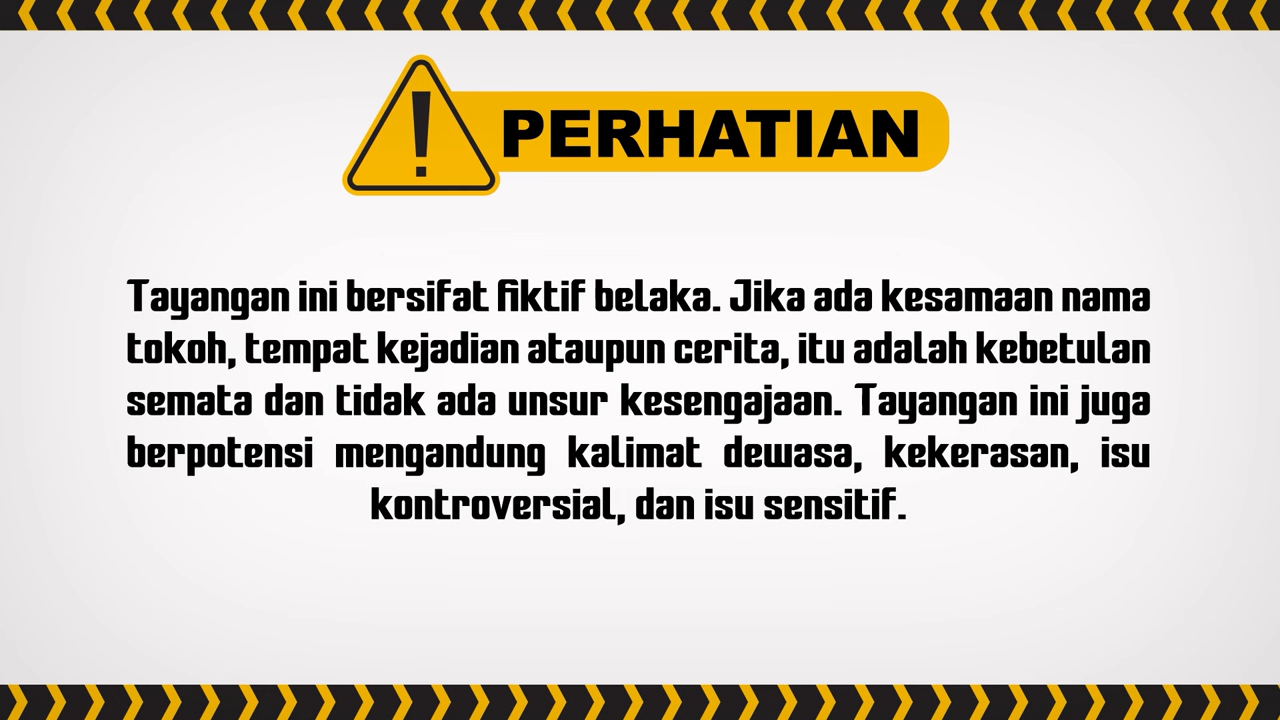 PERHATIAN
Tayangan ini bersifat fiktif belaka. Jika ada kesamaan nama
tokoh, tempat kejadian ataupun cerita, itu adalah kebetulan
semata dan tidak ada unsur kesengajaan. Tayangan ini juga
berpotensi mengandung kalimat dewasa, kekerasan, isu
kontroversial, dan isu sensitif.